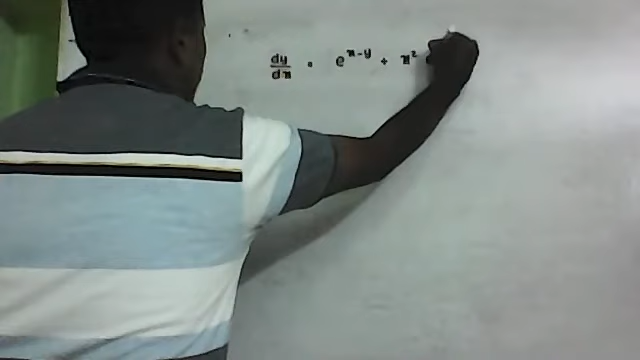 dy/dx = e^x-y + x²